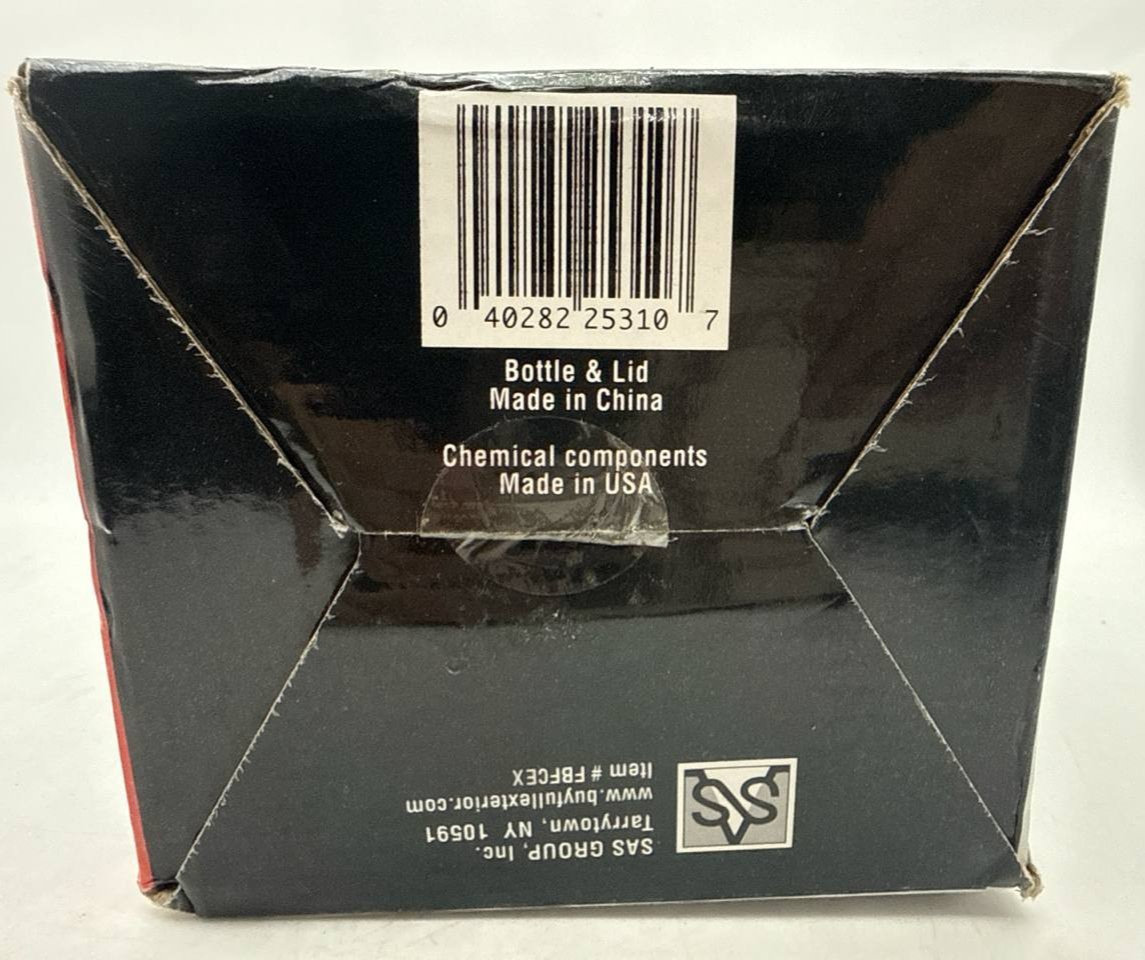 0 40282 25310 7
Bottle & Lid
Made in China
Chemical components
Made in USA
SAS
SAS GROUP, Inc.
Tarrytown, NY 10591
www.buyfullexterior.com
Item # FBFCEX